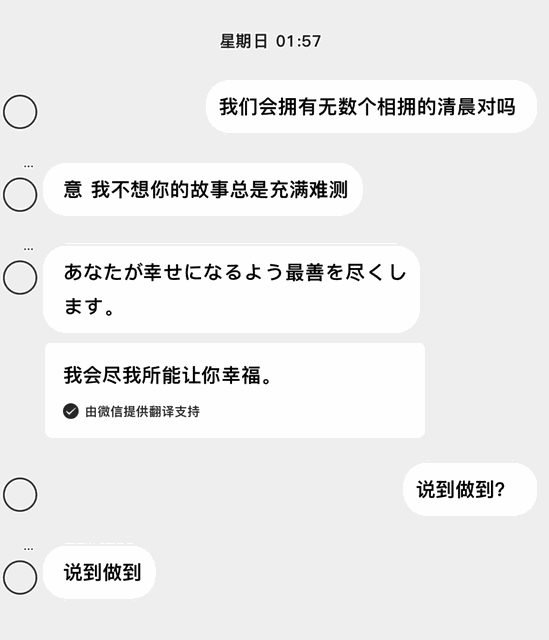 星期日 01:57
我们会拥有无数个相拥的清晨对吗
...
意 我不想你的故事总是充满难测
...
あなたが幸せになるよう最善を尽くし
ます。
我会尽我所能让你幸福。
由微信提供翻译支持
说到做到?
...
说到做到